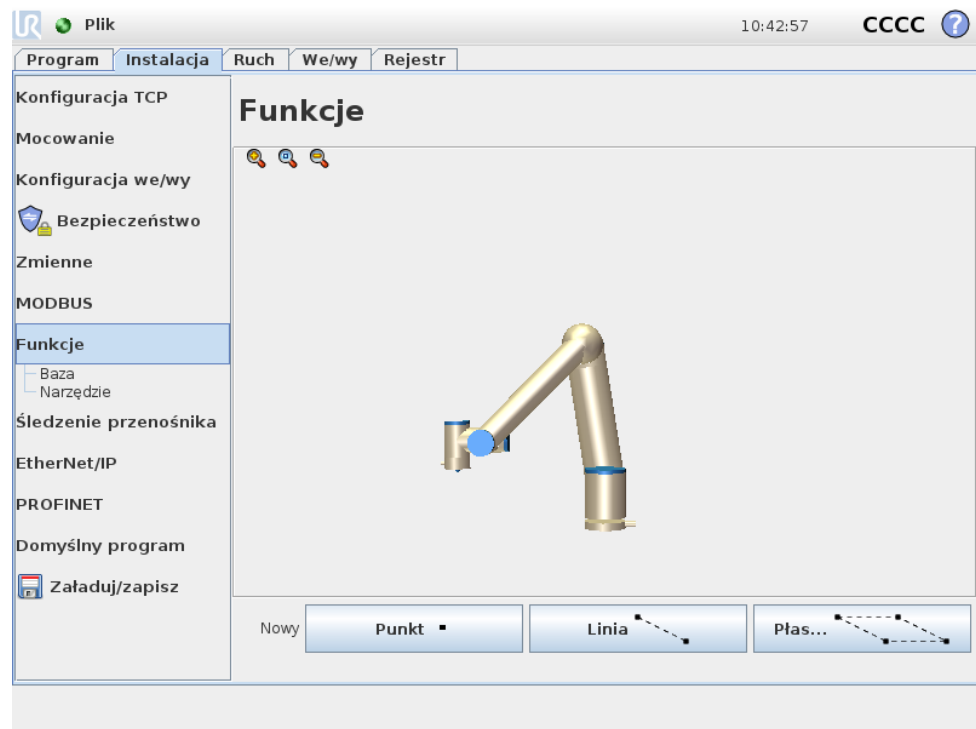 UR Plik 10:42:57 CCCC ?
Program Instalacja Ruch We/wy Rejestr
Konfiguracja TCP
Mocowanie
Konfiguracja we/wy
Bezpieczeństwo
Zmienne
MODBUS
Funkcje
Baza
Narzędzie
Śledzenie przenośnika
EtherNet/IP
PROFINET
Domyślny program
Załaduj/zapisz
Funkcje
Nowy Punkt Linia Płas...